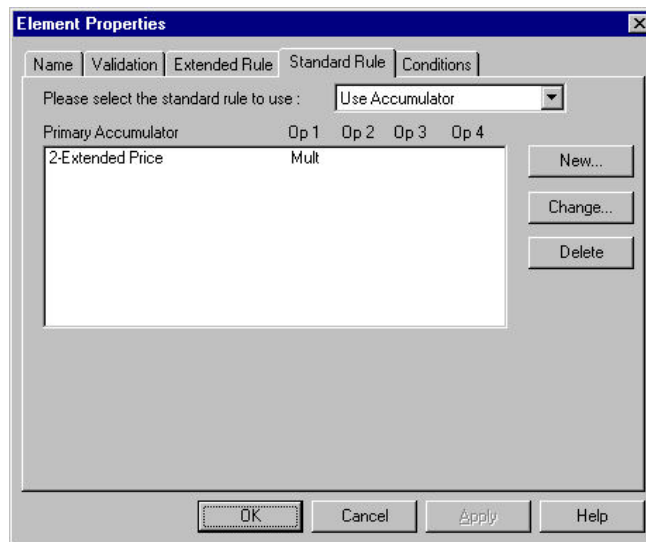 Element Properties
Name Validation Extended Rule Standard Rule Conditions
Please select the standard rule to use : Use Accumulator
Primary Accumulator Op 1 Op 2 Op 3 Op 4
2-Extended Price Mult
New...
Change...
Delete
OK Cancel Apply Help